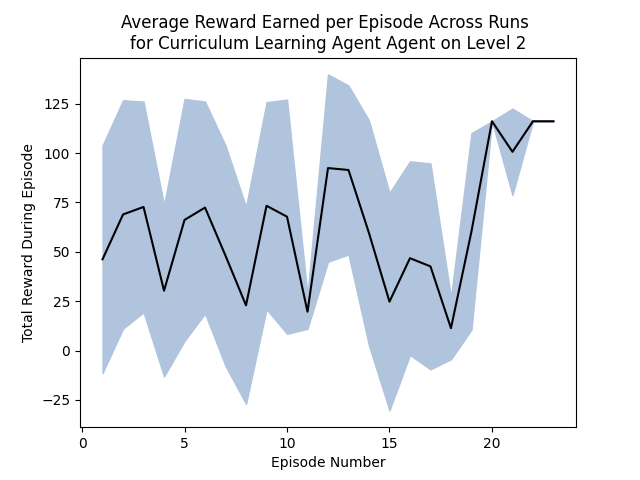 Average Reward Earned per Episode Across Runs
for Curriculum Learning Agent Agent on Level 2
Total Reward During Episode
125
100
75
50
25
0
−25
0 5 10 15 20
Episode Number